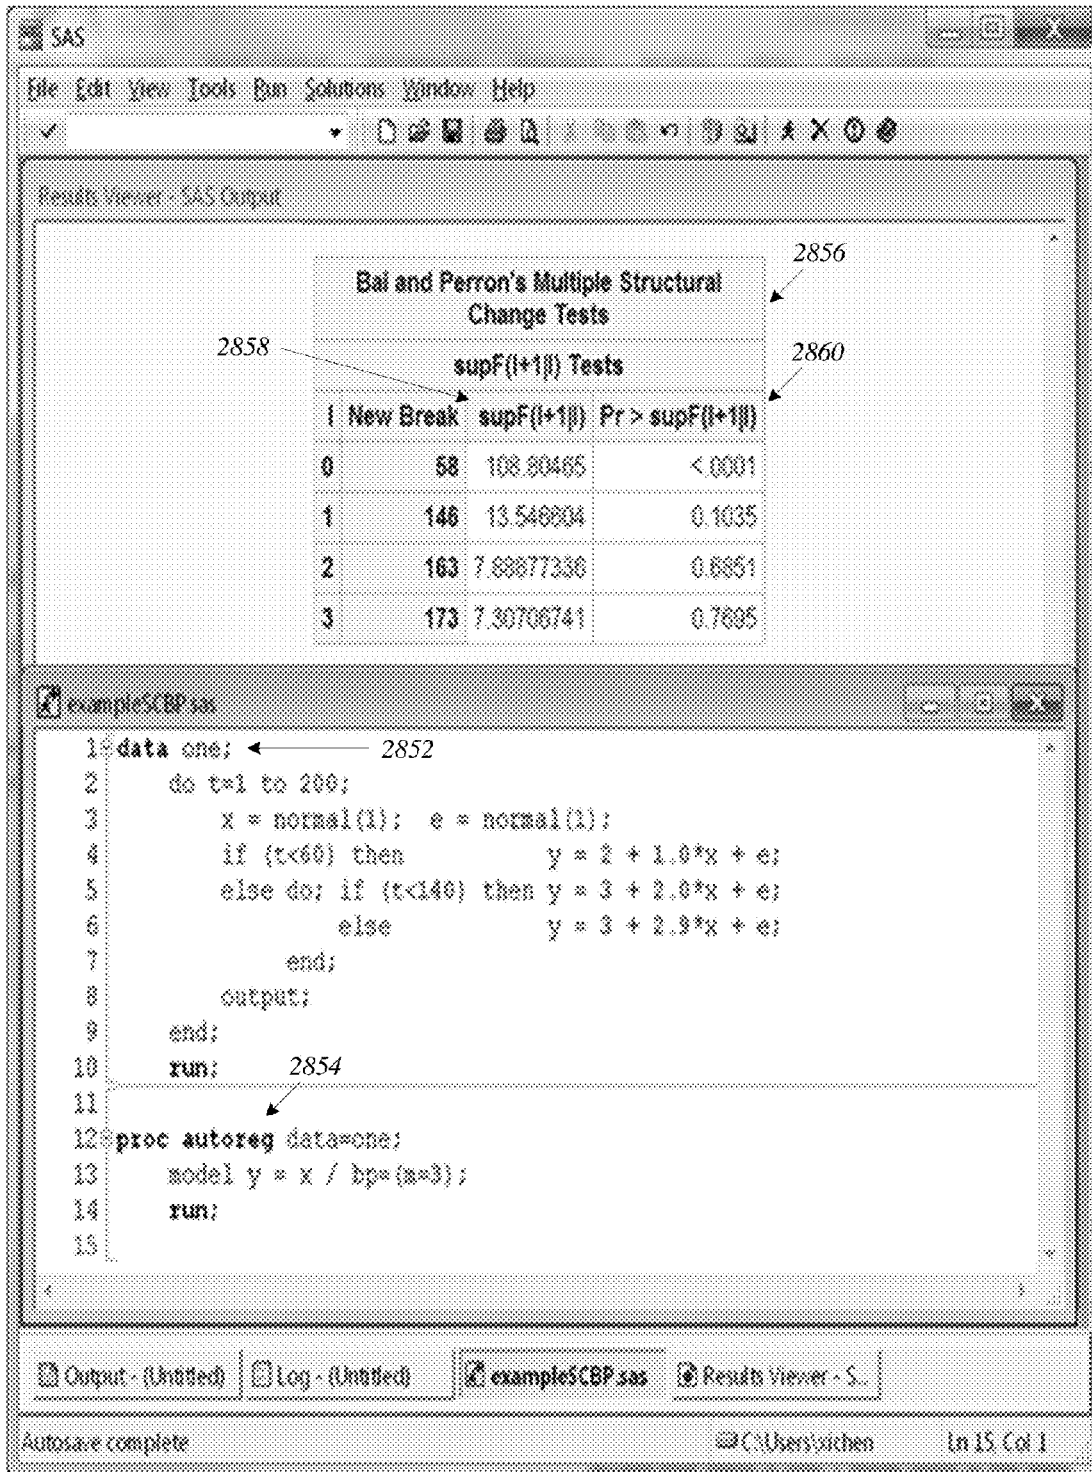 SAS
File Edit View Tools Run Solutions Window Help
Results Viewer - SAS Output
2856
Bai and Perron's Multiple Structural
Change Tests
2858
supF(l+1|l) Tests
2860
l New Break supF(l+1|l) Pr > supF(l+1|l)
0 58 108.80465 <.0001
1 146 13.546604 0.1035
2 163 0.6851
3 173 7.30706741 0.7695
exampleSCBP.sas
1 data one; 2852
2 do t=1 to 200;
3 x = normal(1); e = normal(1);
4 if (t<60) then y = 2 + 1.0*x + e;
5 else do; if (t<140) then y = 3 + 2.0*x + e;
6 else y = 3 + 2.9*x + e;
7 end;
8 output;
9 end;
10 run; 2854
11
12 proc autoreg data=one;
13 model y = x / bp=(m=3);
14 run;
15
Output - (Untitled) Log - (Untitled) exampleSCBP.sas Results Viewer - S...
Autosave complete C:\Users\xichen Ln 15, Col 1